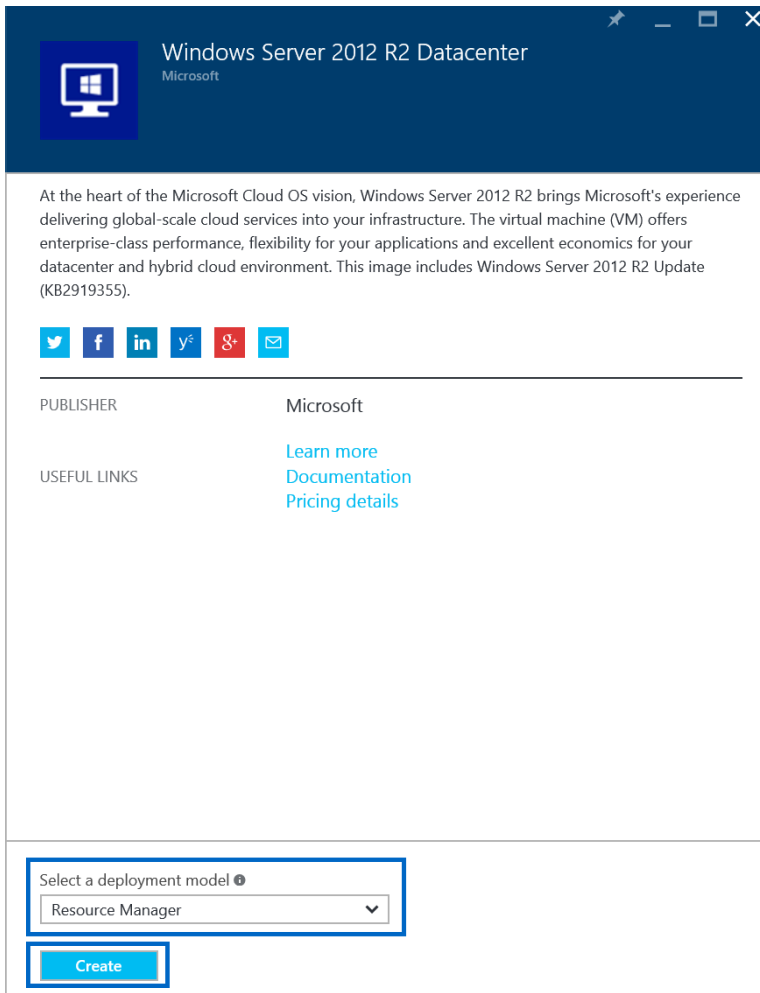 Windows Server 2012 R2 Datacenter
Microsoft
At the heart of the Microsoft Cloud OS vision, Windows Server 2012 R2 brings Microsoft's experience
delivering global-scale cloud services into your infrastructure. The virtual machine (VM) offers
enterprise-class performance, flexibility for your applications and excellent economics for your
datacenter and hybrid cloud environment. This image includes Windows Server 2012 R2 Update
(KB2919355).
f in y 8+
PUBLISHER Microsoft
Learn more
USEFUL LINKS Documentation
Pricing details
Select a deployment model
Resource Manager
Create